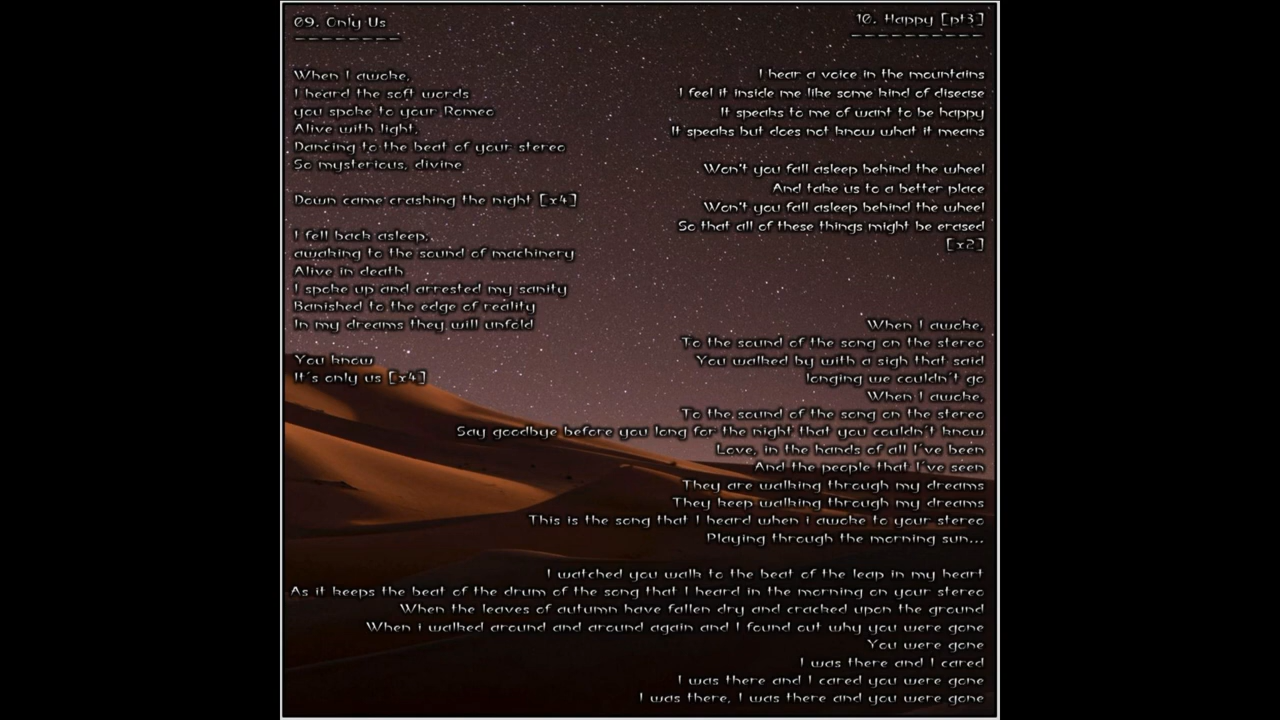 09. Only Us
When I awoke,
I heard the soft words
you spoke to your Romeo
Alive with light,
Dancing to the beat of your stereo
So mysterious, divine
Down came crashing the night [x4]
I fell back asleep,
awaking to the sound of machinery
Alive in death
I spoke up and arrested my sanity
Banished to the edge of reality
In my dreams they will unfold
You know
It's only us [x4]
10. Happy [pt3]
I hear a voice in the mountains
I feel it inside me like some kind of disease
It speaks to me of want to be happy
It speaks but does not know what it means
Won't you fall asleep behind the wheel
And take us to a better place
Won't you fall asleep behind the wheel
So that all of these things might be erased
[x2]
When I awoke,
To the sound of the song on the stereo
You walked by with a sigh that said
longing we couldn't go
When I awoke,
To the sound of the song on the stereo
Say goodbye before you long for the night that you couldn't know
Love, in the hands of all I've been
And the people that I've seen
They are walking through my dreams
They keep walking through my dreams
This is the song that I heard when i awoke to your stereo
Playing through the morning sun...
I watched you walk to the beat of the leap in my heart
As it keeps the beat of the drum of the song that I heard in the morning on your stereo
When the leaves of autumn have fallen dry and cracked upon the ground
When i walked around and around again and I found out why you were gone
You were gone
I was there and I cared
I was there and I cared you were gone
I was there, I was there and you were gone